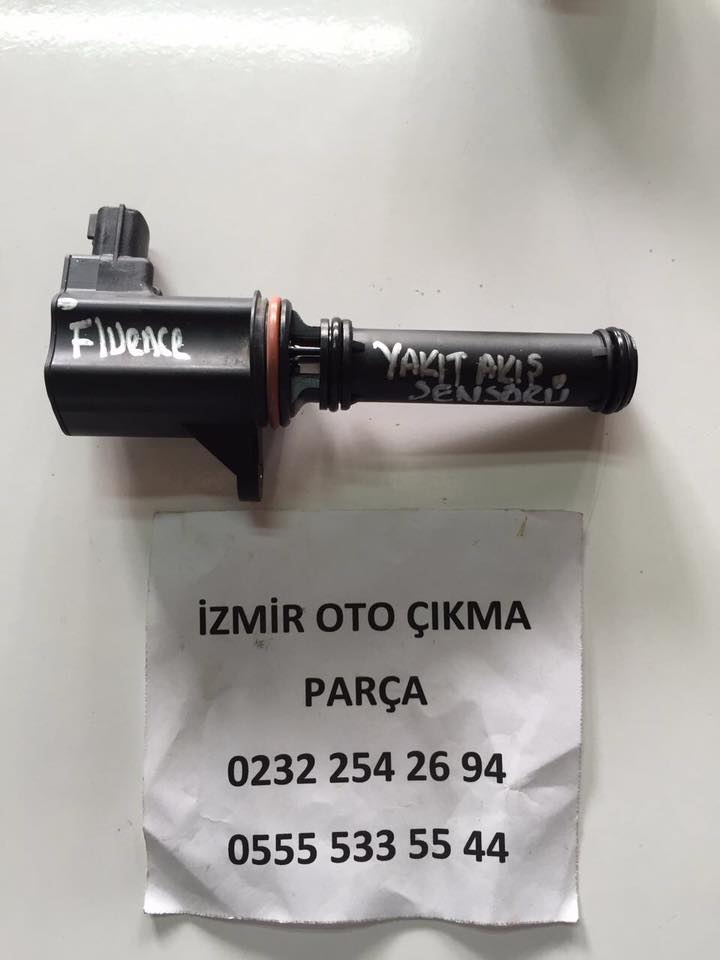 Fluence
YAKIT AKIŞ
SENSÖRÜ
İZMİR OTO ÇIKMA
PARÇA
0232 254 26 94
0555 533 55 44